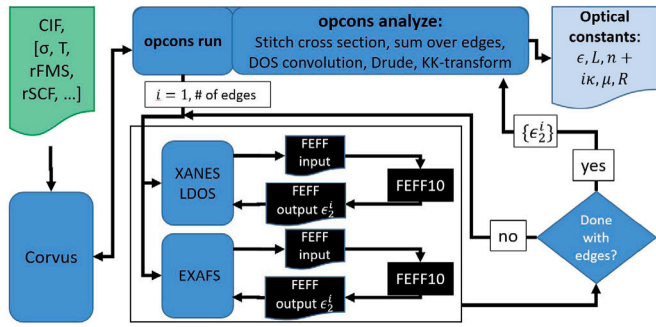 CIF,
[σ, T,
rFMS,
rSCF, ...]
opcons run
opcons analyze:
Stitch cross section, sum over edges,
DOS convolution, Drude, KK-transform
Optical
constants:
ϵ, L, n +
iκ, μ, R
i = 1, # of edges
{ϵ₂ⁱ}
yes
XANES
LDOS
FEFF
input
FEFF10
FEFF
output ϵ₂ⁱ
Corvus
no
Done
with
edges?
EXAFS
FEFF
input
FEFF10
FEFF
output ϵ₂ⁱ